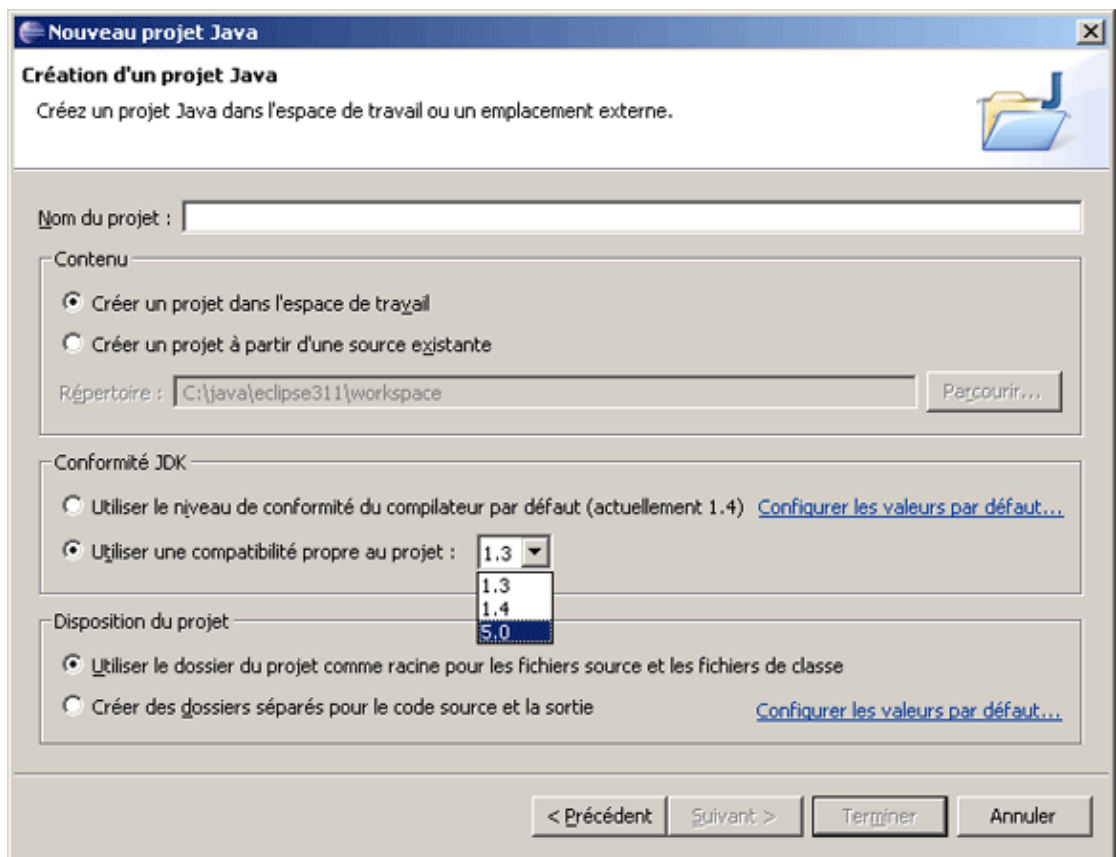 Nouveau projet Java
Création d'un projet Java
Créez un projet Java dans l'espace de travail ou un emplacement externe.
Nom du projet :
Contenu
Créer un projet dans l'espace de travail
Créer un projet à partir d'une source existante
Répertoire : C:\java\eclipse311\workspace Parcourir...
Conformité JDK
Utiliser le niveau de conformité du compilateur par défaut (actuellement 1.4) Configurer les valeurs par défaut...
Utiliser une compatibilité propre au projet : 1.3
1.3
1.4
5.0
Disposition du projet
Utiliser le dossier du projet comme racine pour les fichiers source et les fichiers de classe
Créer des dossiers séparés pour le code source et la sortie Configurer les valeurs par défaut...
< Précédent Suivant > Terminer Annuler